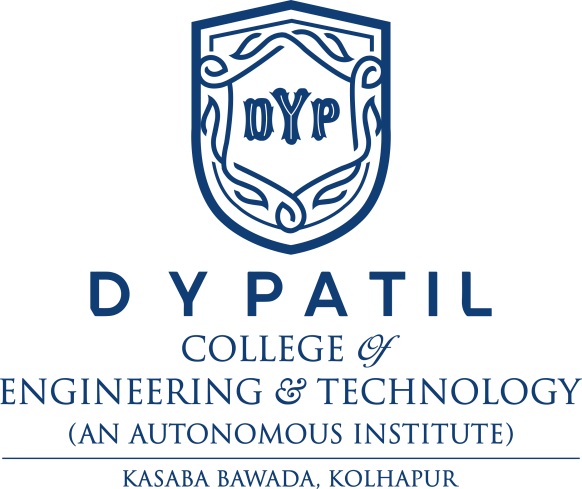 DYP
D Y PATIL
COLLEGE Of
ENGINEERING & TECHNOLOGY
(AN AUTONOMOUS INSTITUTE)
KASABA BAWADA, KOLHAPUR